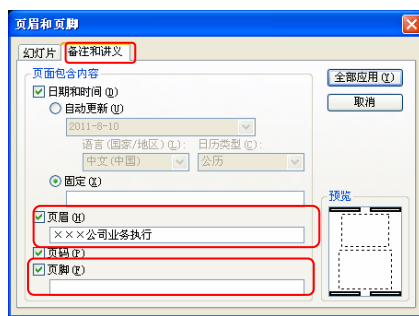 页眉和页脚
幻灯片 备注和讲义
页面包含内容
全部应用(Y)
日期和时间(D)
取消
自动更新(U)
2011-8-10
语言(国家/地区)(L): 日历类型(C):
中文(中国) 公历
固定(X)
预览
页眉(H)
×××公司业务执行
页码(P)
页脚(F)